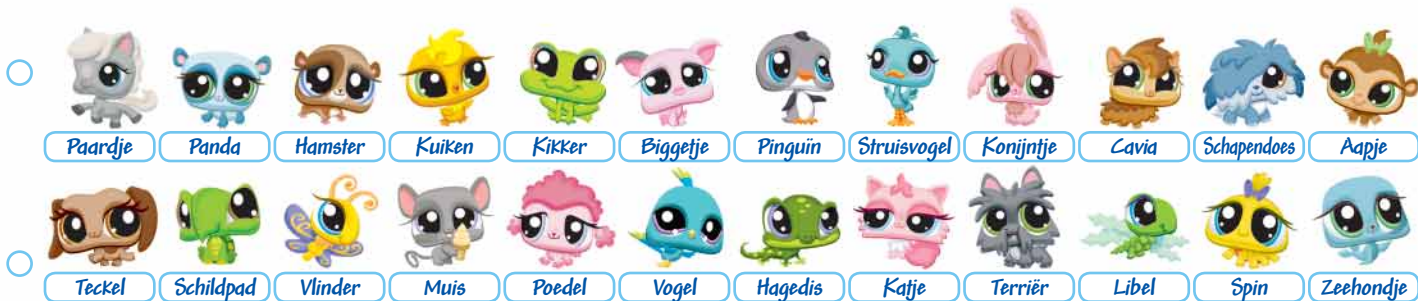 Paardje Panda Hamster Kuiken Kikker Biggetje Pinguïn Struisvogel Konijntje Cavia Schapendoes Aapje
Teckel Schildpad Vlinder Muis Poedel Vogel Hagedis Katje Terriër Libel Spin Zeehondje